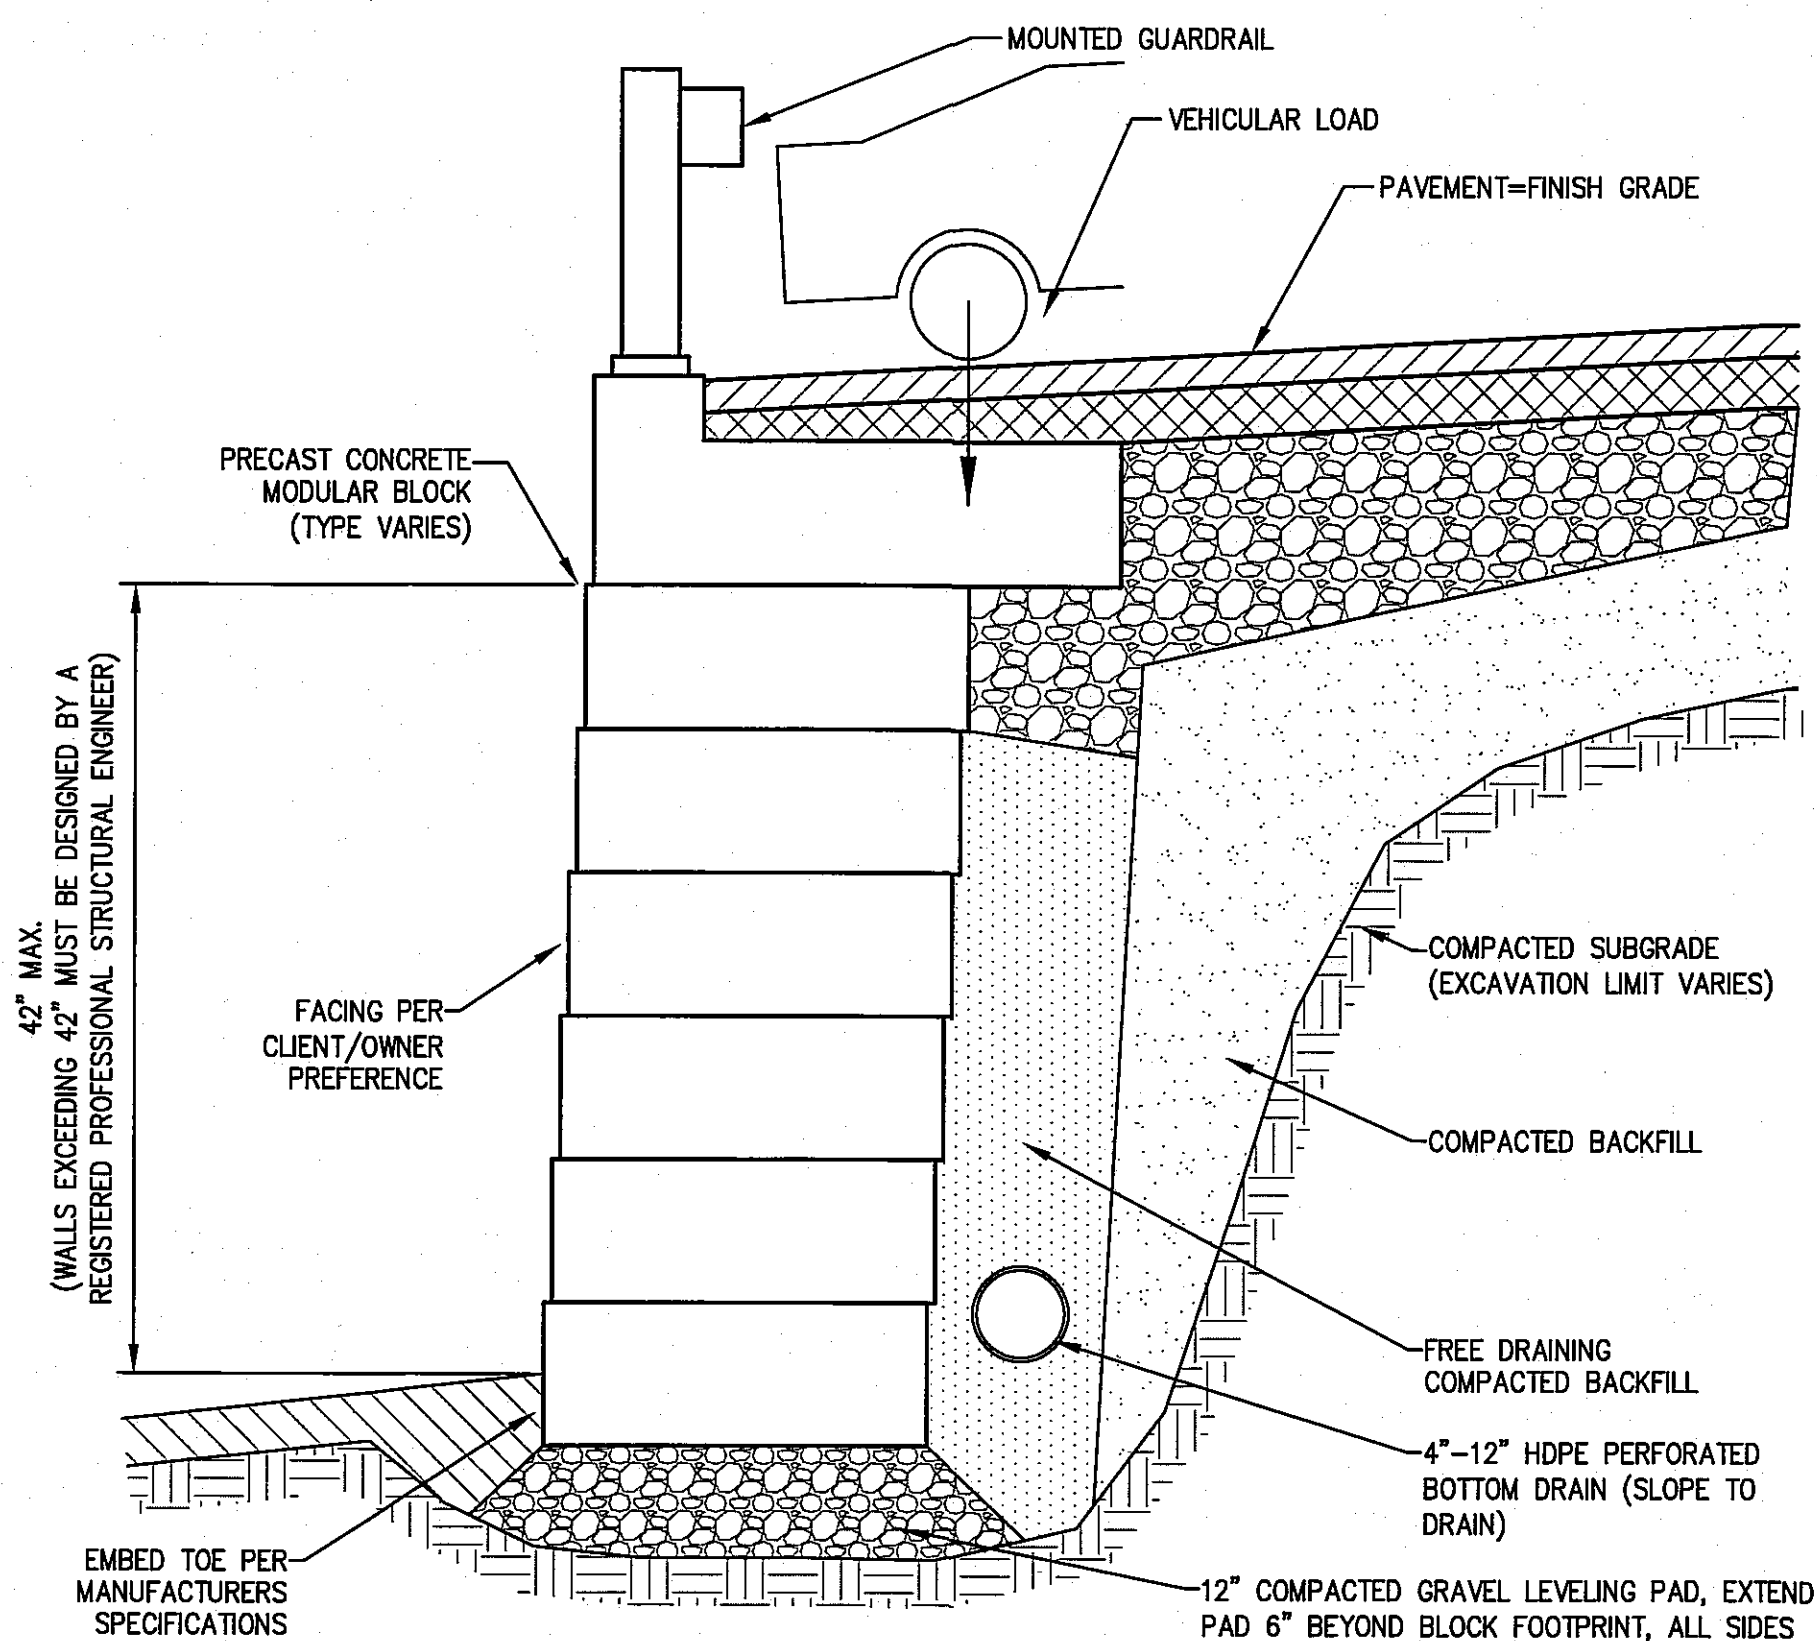 MOUNTED GUARDRAIL
VEHICULAR LOAD
PAVEMENT=FINISH GRADE
PRECAST CONCRETE
MODULAR BLOCK
(TYPE VARIES)
42" MAX.
(WALLS EXCEEDING 42" MUST BE DESIGNED BY A
REGISTERED PROFESSIONAL STRUCTURAL ENGINEER)
FACING PER
CLIENT/OWNER
PREFERENCE
COMPACTED SUBGRADE
(EXCAVATION LIMIT VARIES)
COMPACTED BACKFILL
FREE DRAINING
COMPACTED BACKFILL
4"-12" HDPE PERFORATED
BOTTOM DRAIN (SLOPE TO
DRAIN)
EMBED TOE PER
MANUFACTURERS
SPECIFICATIONS
12" COMPACTED GRAVEL LEVELING PAD, EXTEND
PAD 6" BEYOND BLOCK FOOTPRINT, ALL SIDES